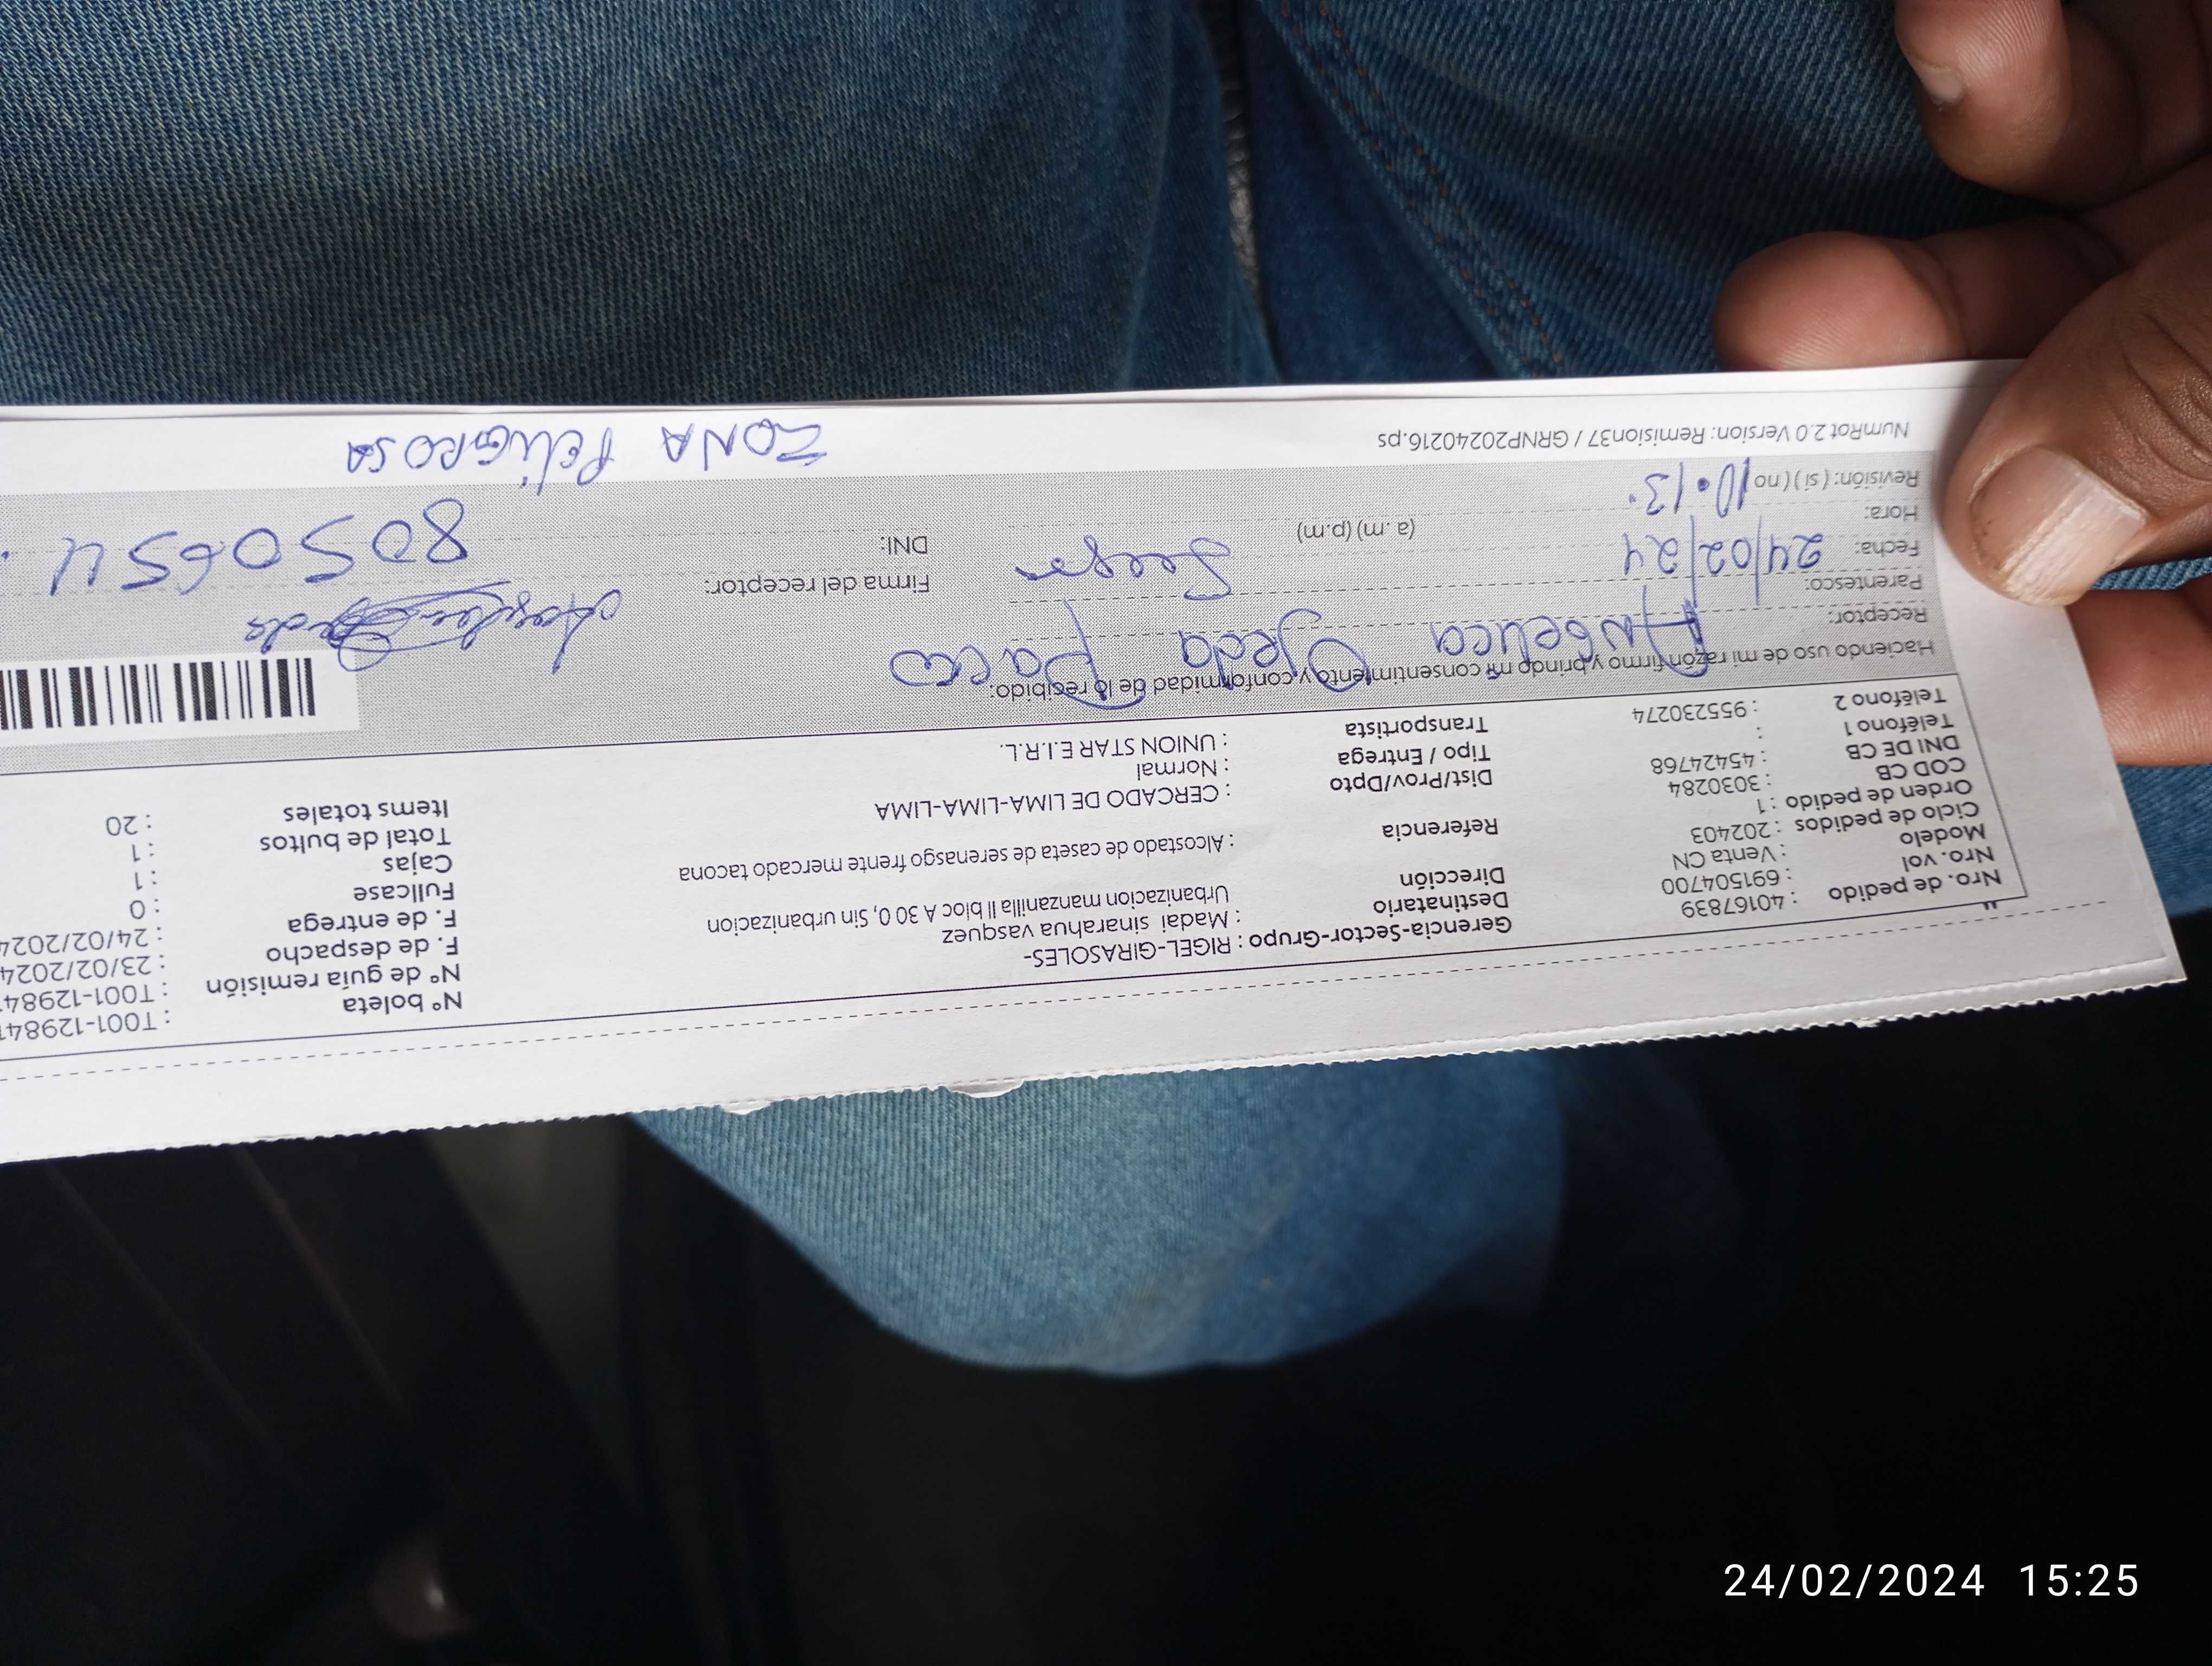 Nº boleta : T001-12984
Nº de guía remisión : T001-12984
F. de despacho : 23/02/2024
F. de entrega : 24/02/2024
Fullcase : 0
Cajas : 1
Total de bultos : 1
Items totales : 20
Gerencia-Sector-Grupo : RIGEL-GIRASOLES-
Destinatario : Madai sinarahua vasquez
Dirección Urbanizacion manzanilla II bloc A 30 0, Sin urbanizacion
Referencia : Alcostado de caseta de serenasgo frente mercado tacona
Dist/Prov/Dpto : CERCADO DE LIMA-LIMA-LIMA
Tipo / Entrega : Normal
Transportista : UNION STAR E.I.R.L.
Nro. de pedido : 40167839
Nro. vol : 691504700
Modelo : Venta CN
Ciclo de pedidos : 202403
Orden de pedido : 1
COD CB : 3030284
DNI DE CB : 45424768
Teléfono 1 :
Teléfono 2 : 955230274
Haciendo uso de mi razón firmo y brindo mi consentimiento y conformidad de lo recibido:
Receptor: Angelica Ojeda Paco
Parentesco:
Fecha: 24/02/24
Hora: 10:13 (a. m) (p.m)
Revisión: ( si ) ( no
Firma del receptor:
DNI: 8050654
NumRot 2.0 Version: Remision37 / GRNP20240216.ps
ZONA PELIGROSA
24/02/2024 15:25